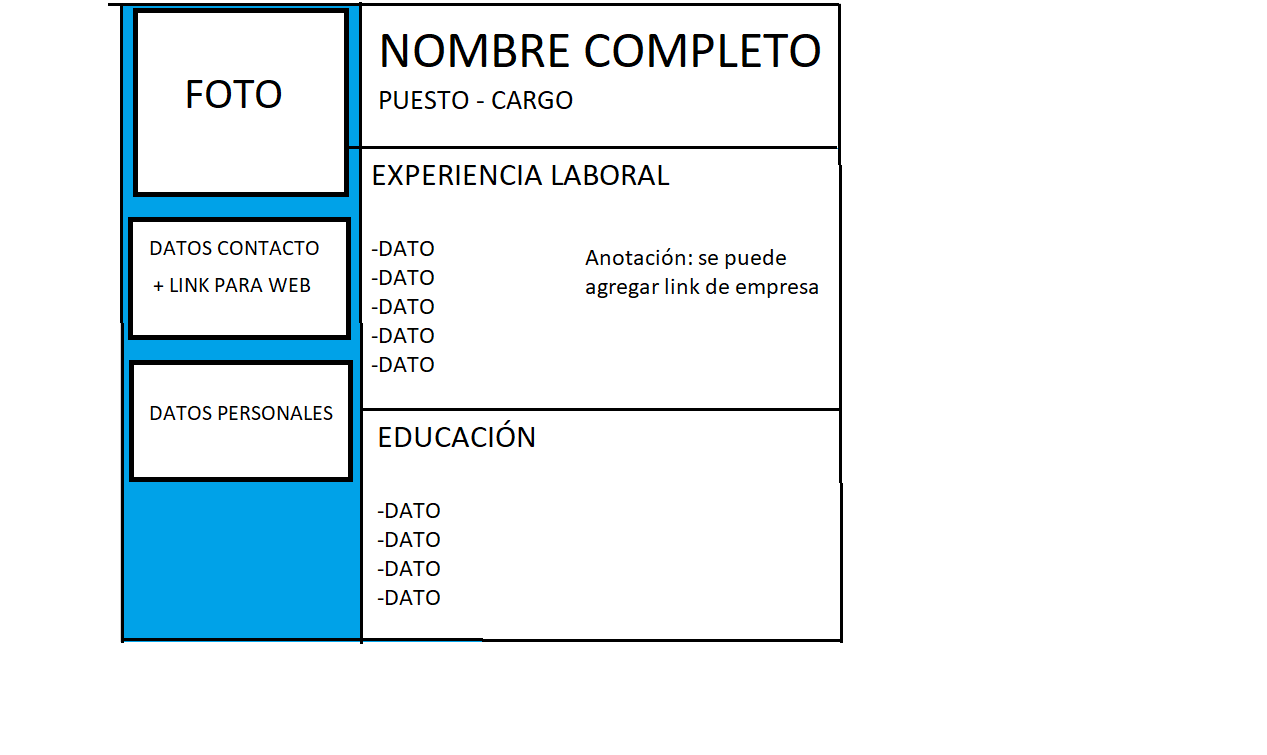 FOTO
DATOS CONTACTO
+ LINK PARA WEB
DATOS PERSONALES
NOMBRE COMPLETO
PUESTO - CARGO
EXPERIENCIA LABORAL
-DATO
-DATO
-DATO
-DATO
-DATO
Anotación: se puede
agregar link de empresa
EDUCACIÓN
-DATO
-DATO
-DATO
-DATO